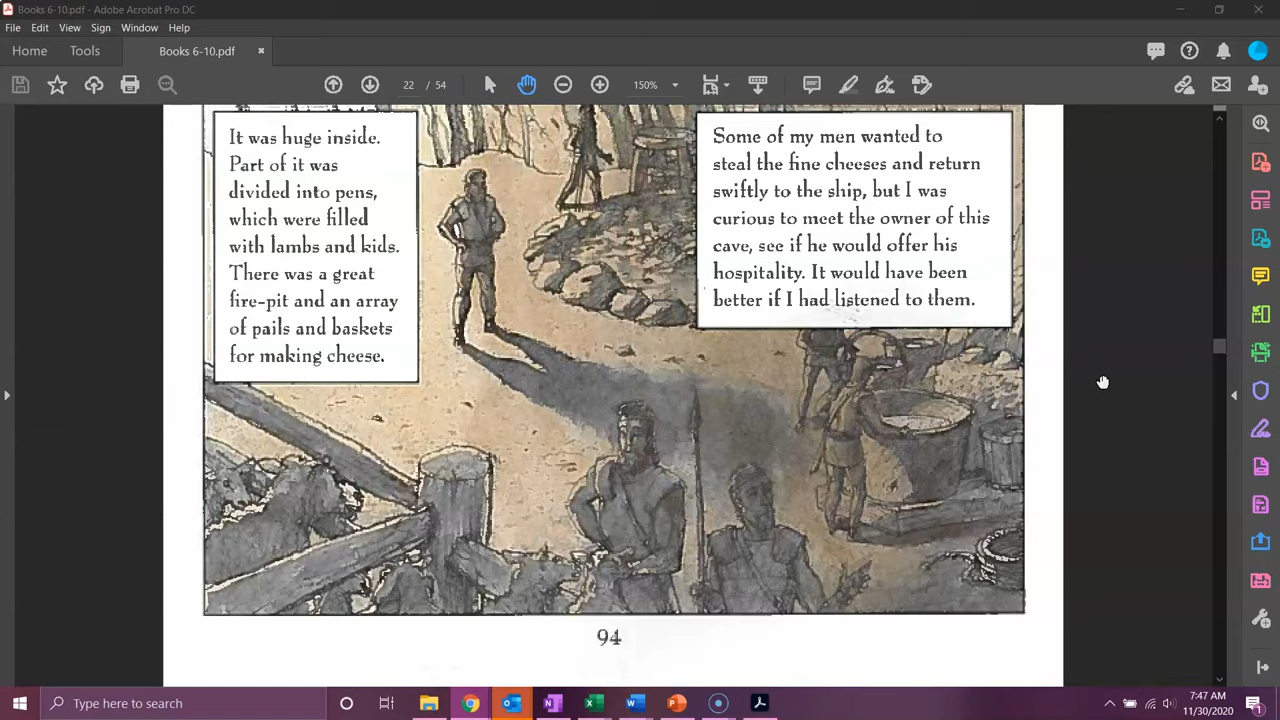 Books 6-10.pdf - Adobe Acrobat Pro DC
File Edit View Sign Window Help
Home Tools Books 6-10.pdf
22 / 54 150%
It was huge inside.
Part of it was
divided into pens,
which were filled
with lambs and kids.
There was a great
fire-pit and an array
of pails and baskets
for making cheese.
Some of my men wanted to
steal the fine cheeses and return
swiftly to the ship, but I was
curious to meet the owner of this
cave, see if he would offer his
hospitality. It would have been
better if I had listened to them.
94
Type here to search
7:47 AM
11/30/2020